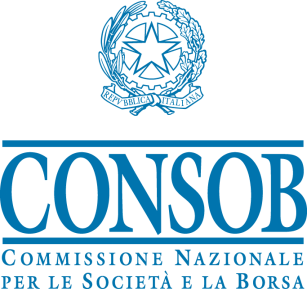 REPVBBLICA ITALIANA
CONSOB
COMMISSIONE NAZIONALE
PER LE SOCIETÀ E LA BORSA